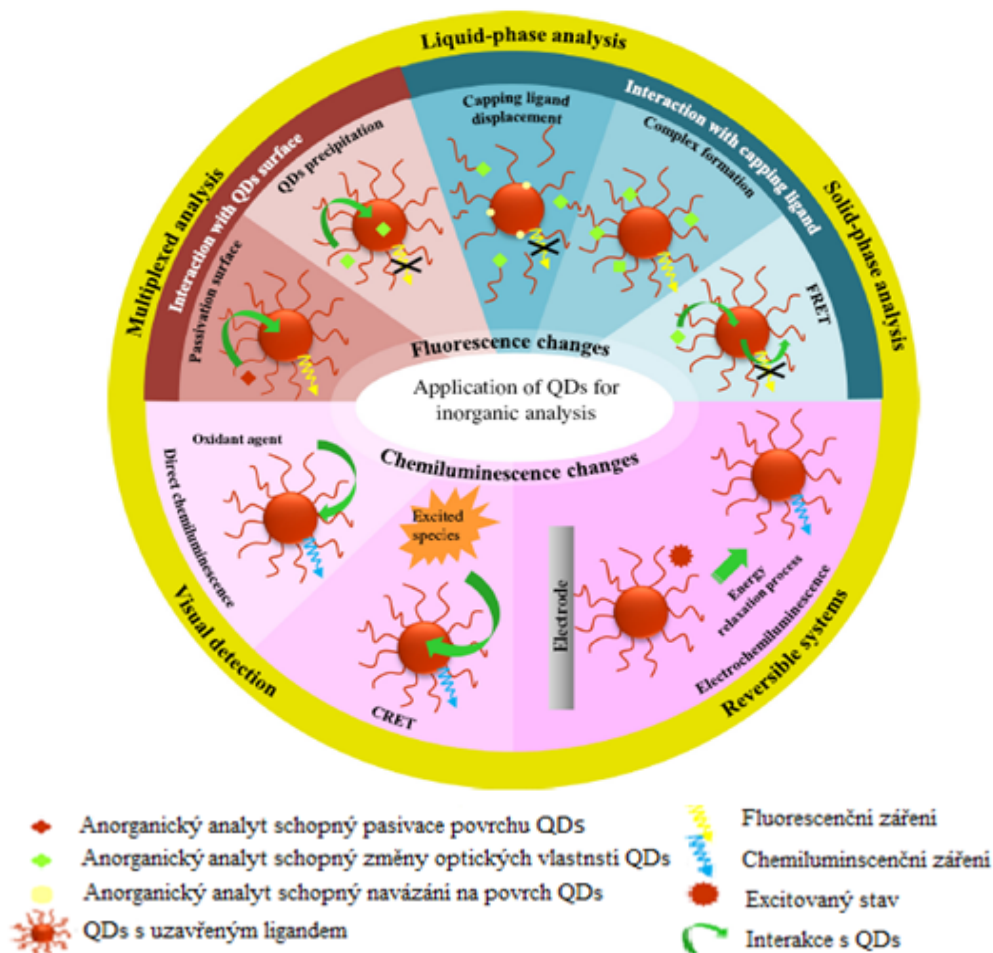 Liquid-phase analysis
Multiplexed analysis
Solid-phase analysis
Interaction with QDs surface
Interaction with capping ligand
Passivation surface
QDs precipitation
Capping ligand
displacement
Complex formation
FRET
Fluorescence changes
Application of QDs for
inorganic analysis
Chemiluminescence changes
Oxidant agent
Direct chemiluminescence
Excited
species
CRET
Electrode
Energy
relaxation process
Electrochemiluminescence
Visual detection
Reversible systems
Anorganický analyt schopný pasivace povrchu QDs
Anorganický analyt schopný změny optických vlastnstí QDs
Anorganický analyt schopný navázání na povrch QDs
QDs s uzavřeným ligandem
Fluorescenční záření
Chemiluminscenční záření
Excitovaný stav
Interakce s QDs